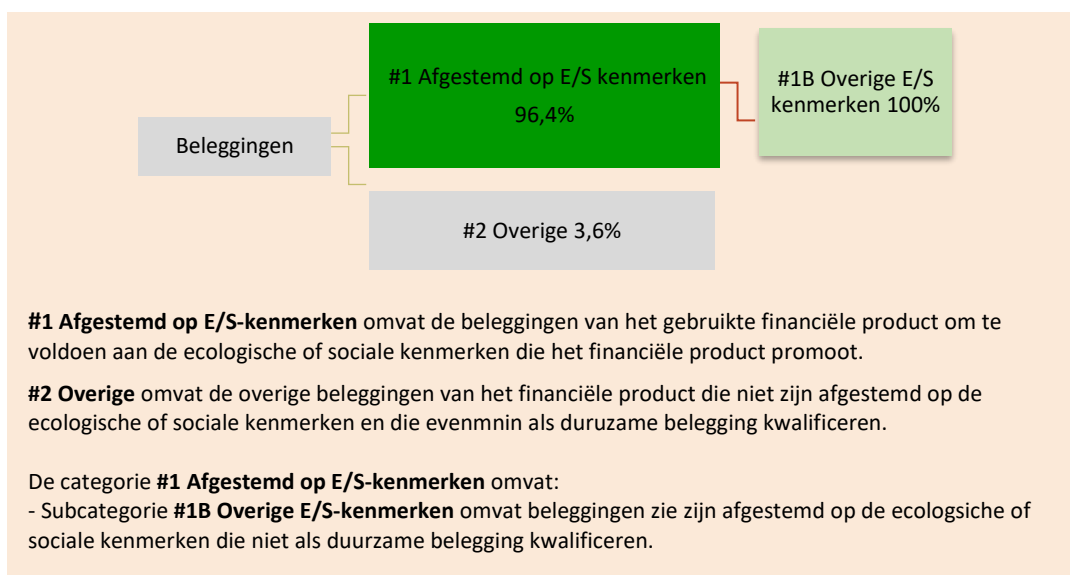 #1 Afgestemd op E/S kenmerken
96,4%
#1B Overige E/S
kenmerken 100%
Beleggingen
#2 Overige 3,6%
#1 Afgestemd op E/S-kenmerken omvat de beleggingen van het gebruikte financiële product om te
voldoen aan de ecologische of sociale kenmerken die het financiële product promoot.
#2 Overige omvat de overige beleggingen van het financiële product die niet zijn afgestemd op de
ecologische of sociale kenmerken en die evenmnin als duruzame belegging kwalificeren.
De categorie #1 Afgestemd op E/S-kenmerken omvat:
- Subcategorie #1B Overige E/S-kenmerken omvat beleggingen zie zijn afgestemd op de ecologsiche of
sociale kenmerken die niet als duurzame belegging kwalificeren.